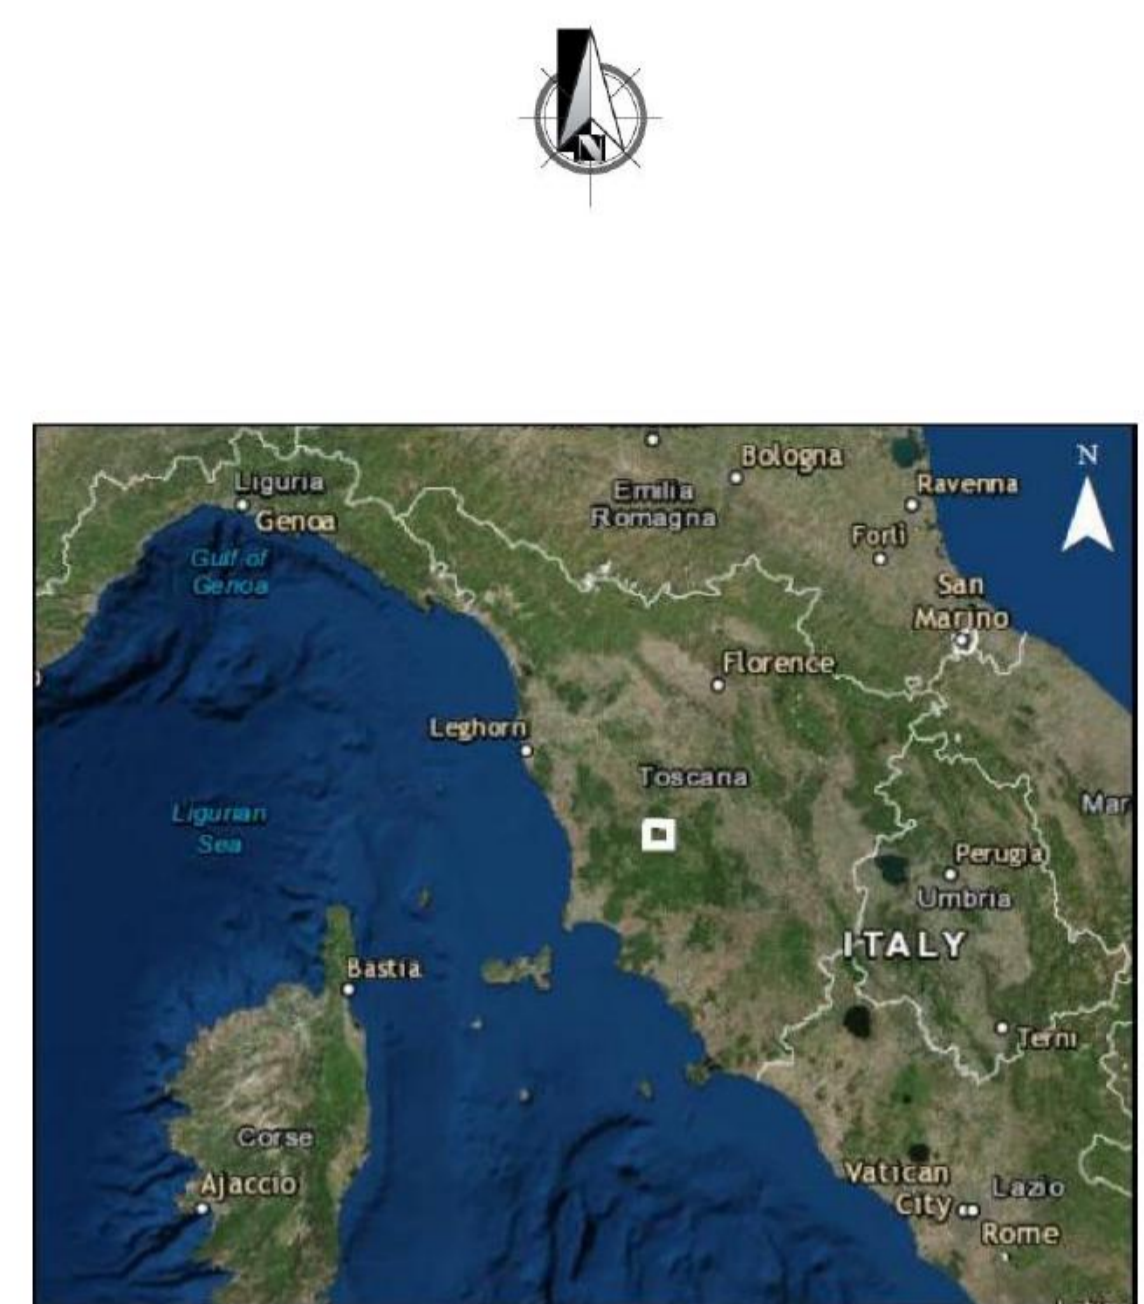 N
N
Bologna
Liguria
Emilia
Romagna
Ravenna
Genoa
Forlì
Gulf of
Genoa
San
Marino
Florence
Leghorn
Toscana
Ligurian
Sea
Mar
Perugia
Umbria
ITALY
Bastia
Terni
Corse
Ajaccio
Vatican
City
Lazio
Rome